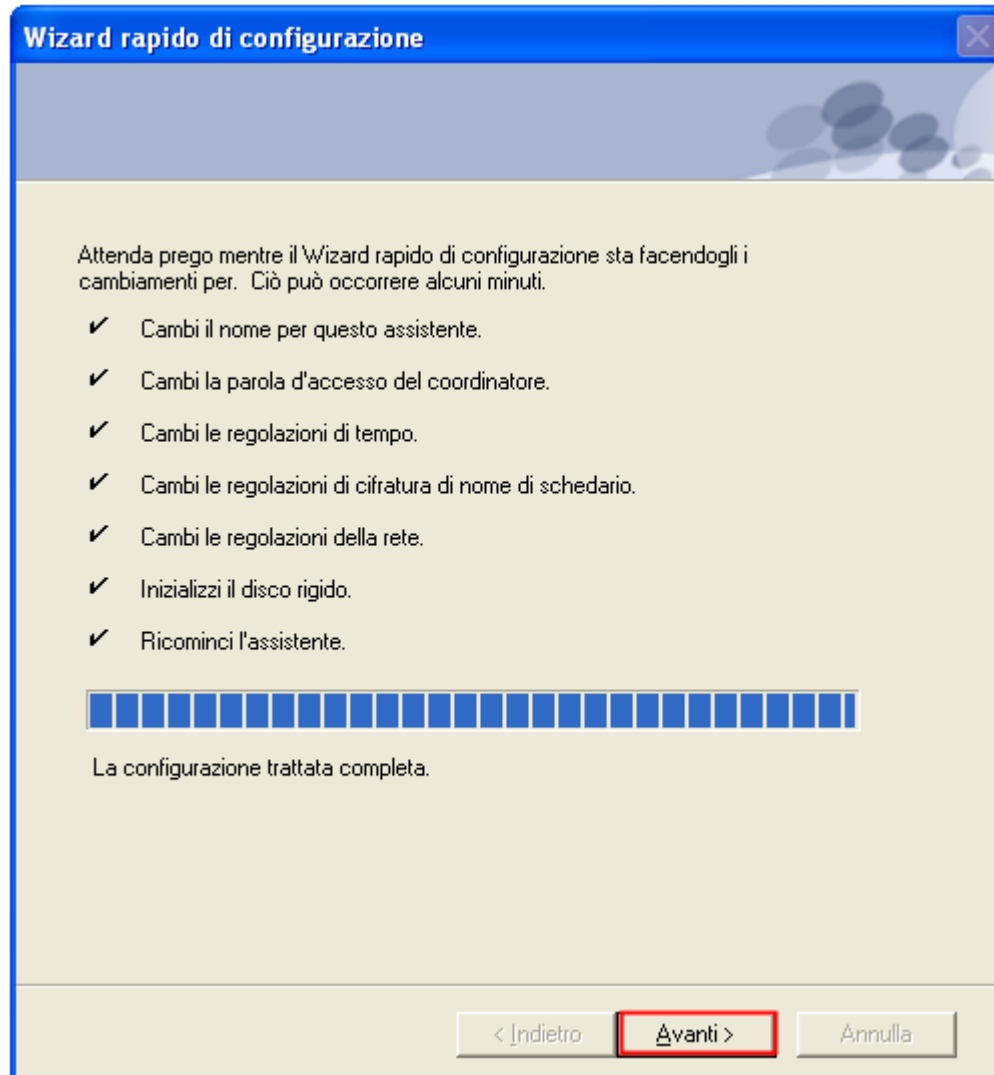 Wizard rapido di configurazione
Attenda prego mentre il Wizard rapido di configurazione sta facendogli i
cambiamenti per. Ciò può occorrere alcuni minuti.
Cambi il nome per questo assistente.
Cambi la parola d'accesso del coordinatore.
Cambi le regolazioni di tempo.
Cambi le regolazioni di cifratura di nome di schedario.
Cambi le regolazioni della rete.
Inizializzi il disco rigido.
Ricominci l'assistente.
La configurazione trattata completa.
< Indietro
Avanti >
Annulla